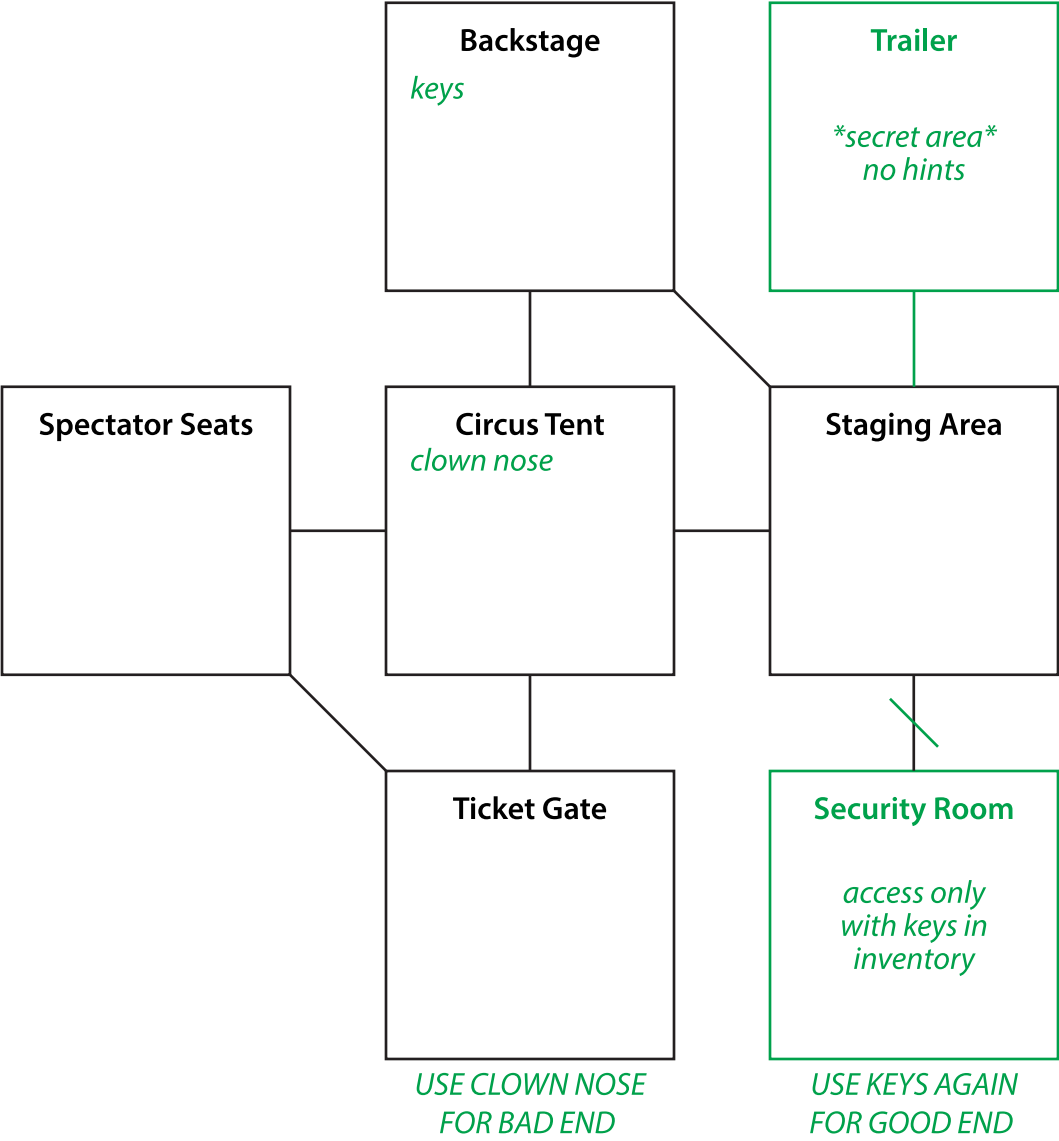 Backstage
keys
Trailer
*secret area*
no hints
Spectator Seats
Circus Tent
clown nose
Staging Area
Ticket Gate
Security Room
access only
with keys in
inventory
USE CLOWN NOSE
FOR BAD END
USE KEYS AGAIN
FOR GOOD END